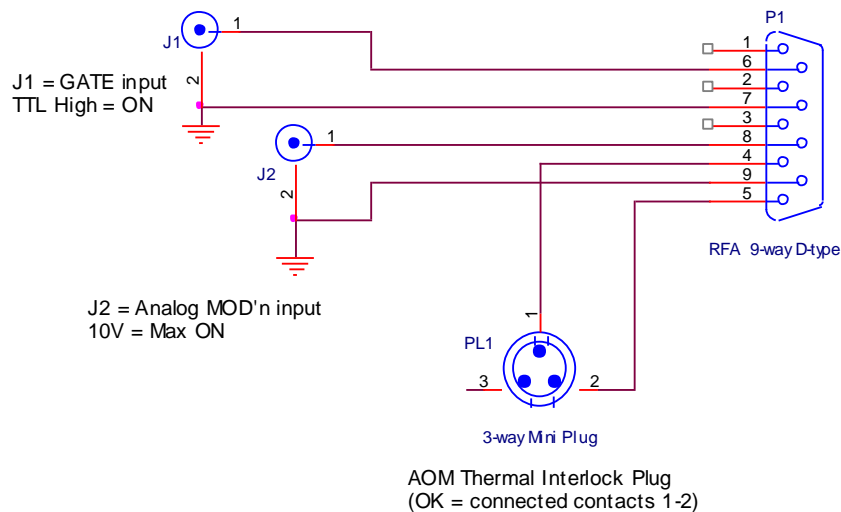 P1
J1
1
2
J1 = GATE input
TTL High = ON
1
6
2
7
3
8
4
9
5
J2
1
2
RFA 9-way D-type
J2 = Analog MOD'n input
10V = Max ON
PL1
1
3
2
3-way Mini Plug
AOM Thermal Interlock Plug
(OK = connected contacts 1-2)